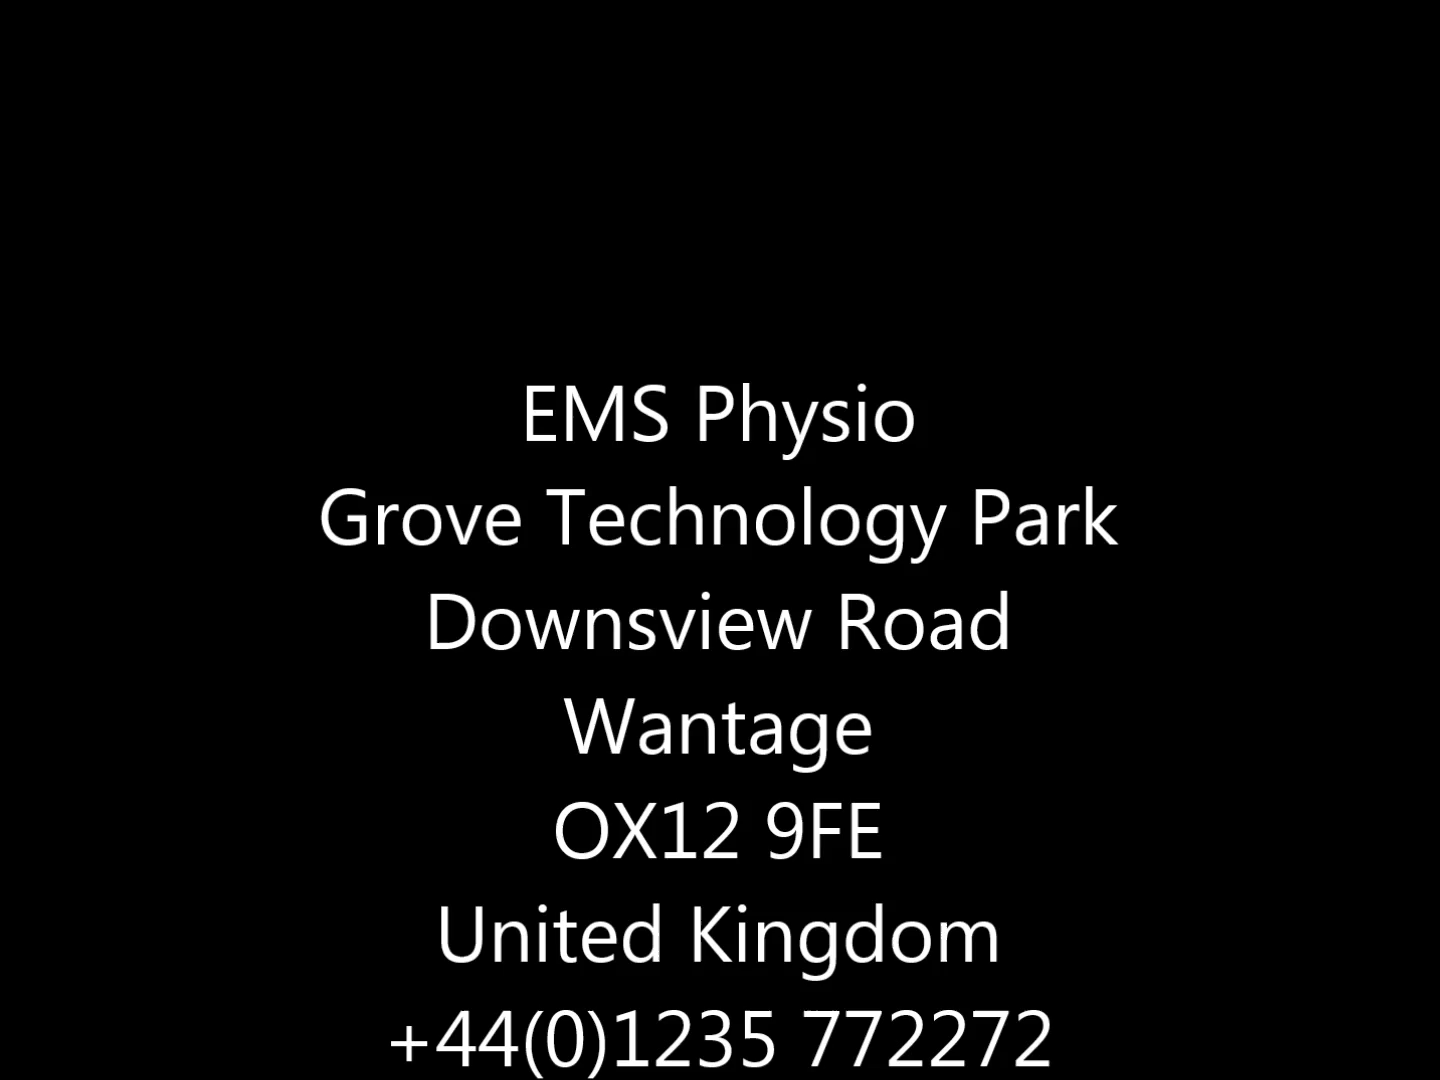 EMS Physio
Grove Technology Park
Downsview Road
Wantage
OX12 9FE
United Kingdom
+44(0)1235 772272